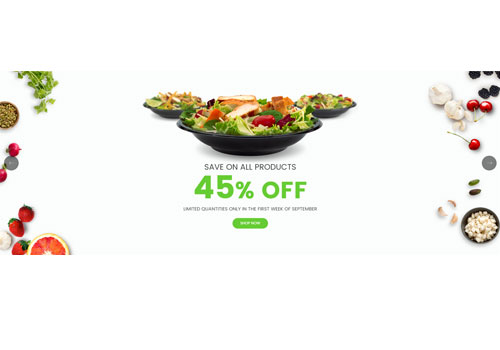 SAVE ON ALL PRODUCTS
45% OFF
LIMITED QUANTITIES ONLY IN THE FIRST WEEK OF SEPTEMBER
SHOP NOW